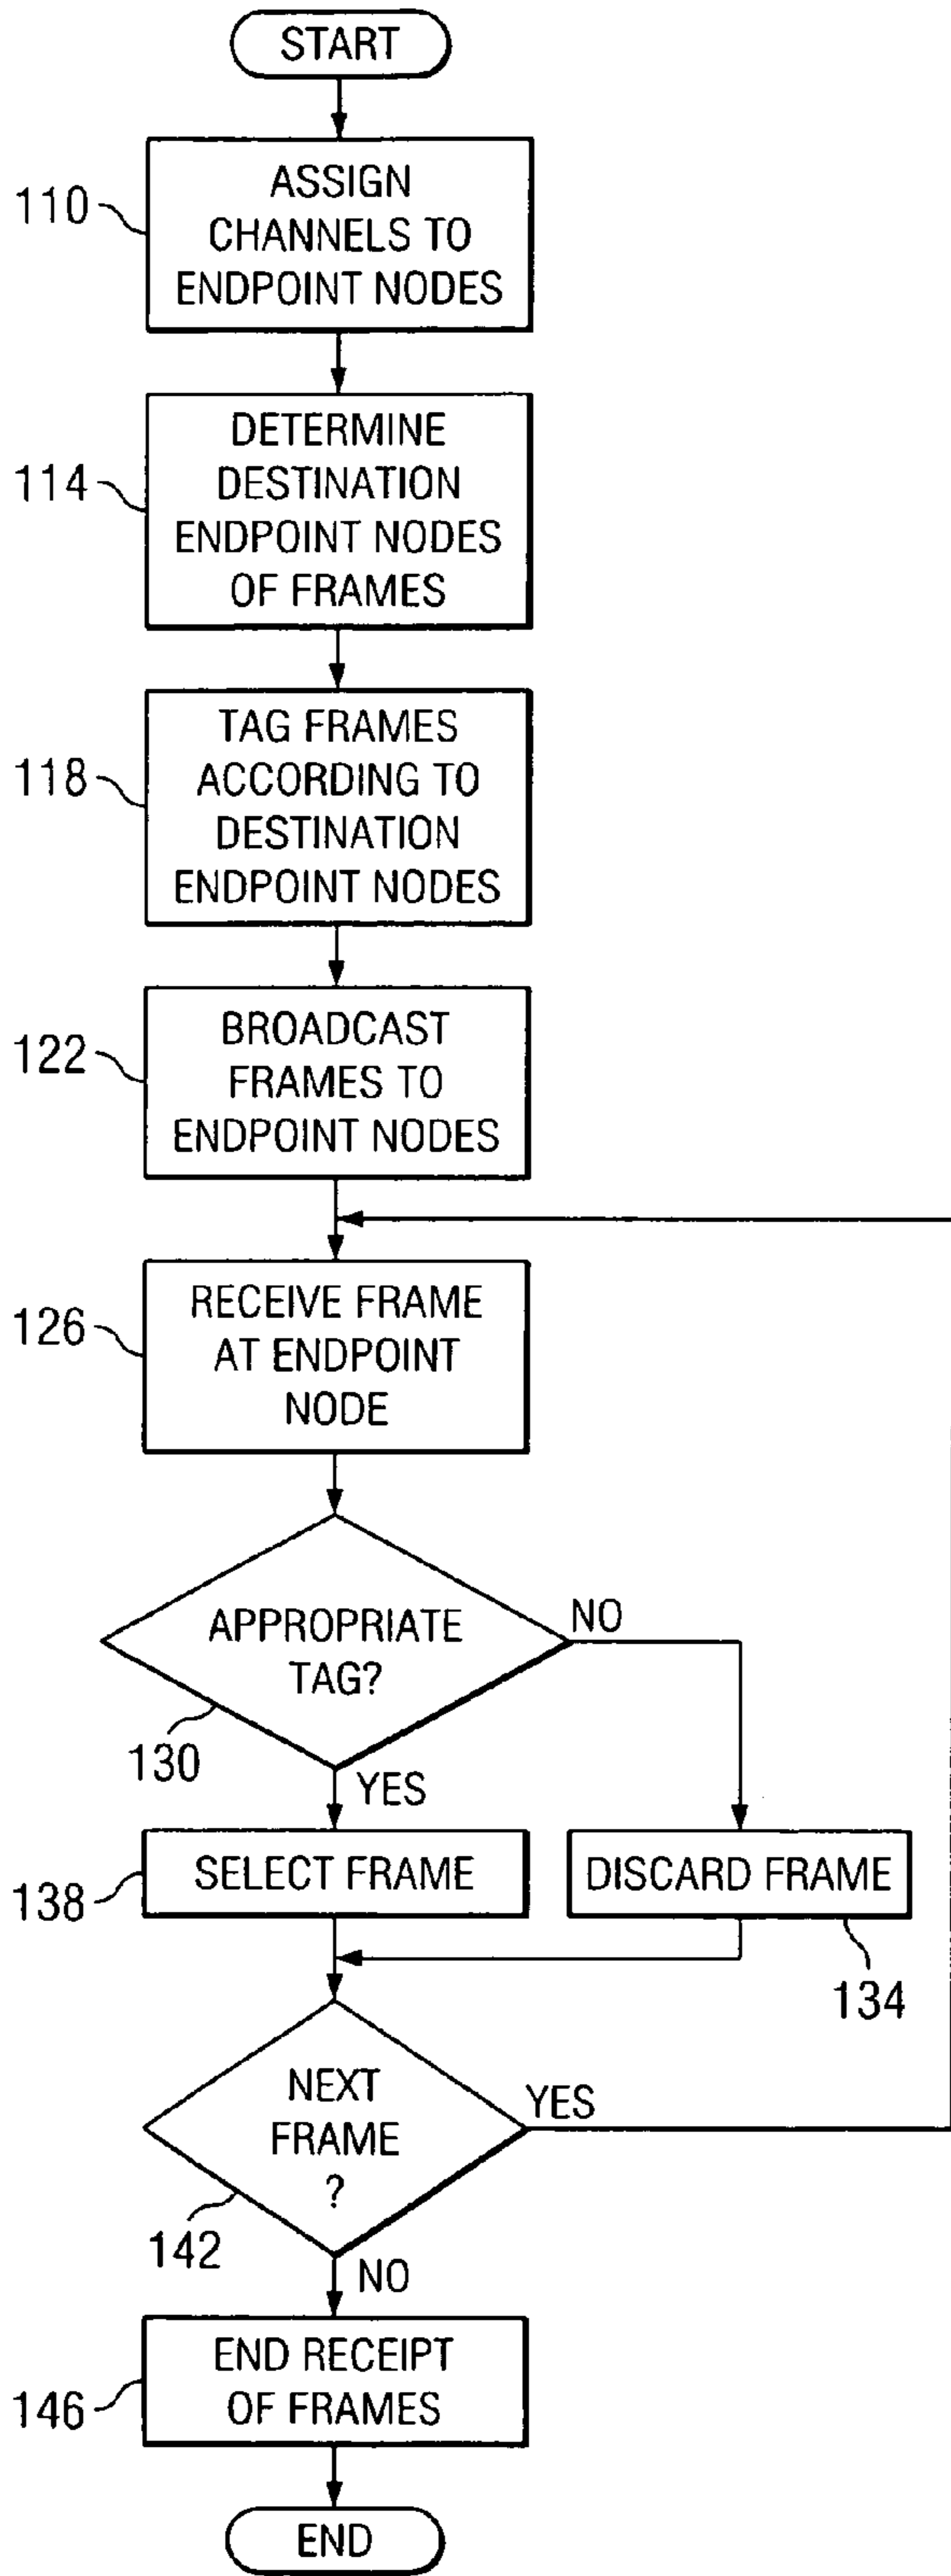 START
110
ASSIGN
CHANNELS TO
ENDPOINT NODES
114
DETERMINE
DESTINATION
ENDPOINT NODES
OF FRAMES
118
TAG FRAMES
ACCORDING TO
DESTINATION
ENDPOINT NODES
122
BROADCAST
FRAMES TO
ENDPOINT NODES
126
RECEIVE FRAME
AT ENDPOINT
NODE
APPROPRIATE
TAG?
NO
130
YES
138
SELECT FRAME
DISCARD FRAME
134
NEXT
FRAME
?
YES
142
NO
146
END RECEIPT
OF FRAMES
END